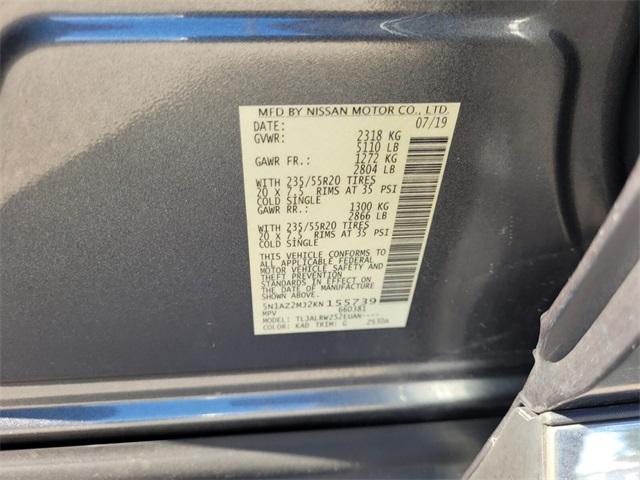 MFD BY NISSAN MOTOR CO., LTD.
DATE: 07/19
GVWR: 2318 KG
5110 LB
GAWR FR.: 1272 KG
2804 LB
WITH 235/55R20 TIRES
20 x 7.5 RIMS AT 35 PSI
COLD SINGLE
GAWR RR.: 1300 KG
2866 LB
WITH 235/55R20 TIRES
20 x 7.5 RIMS AT 35 PSI
COLD SINGLE
THIS VEHICLE CONFORMS TO
ALL APPLICABLE FEDERAL
MOTOR VEHICLE SAFETY AND
THEFT PREVENTION
STANDARDS IN EFFECT ON THE
DATE OF MANUFACTURE
5N1AZ2MJ2KN155739
MPV 660381
MODEL: TLJALRWZ52EUAN----
COLOR: KAD TRIM: G 2530A